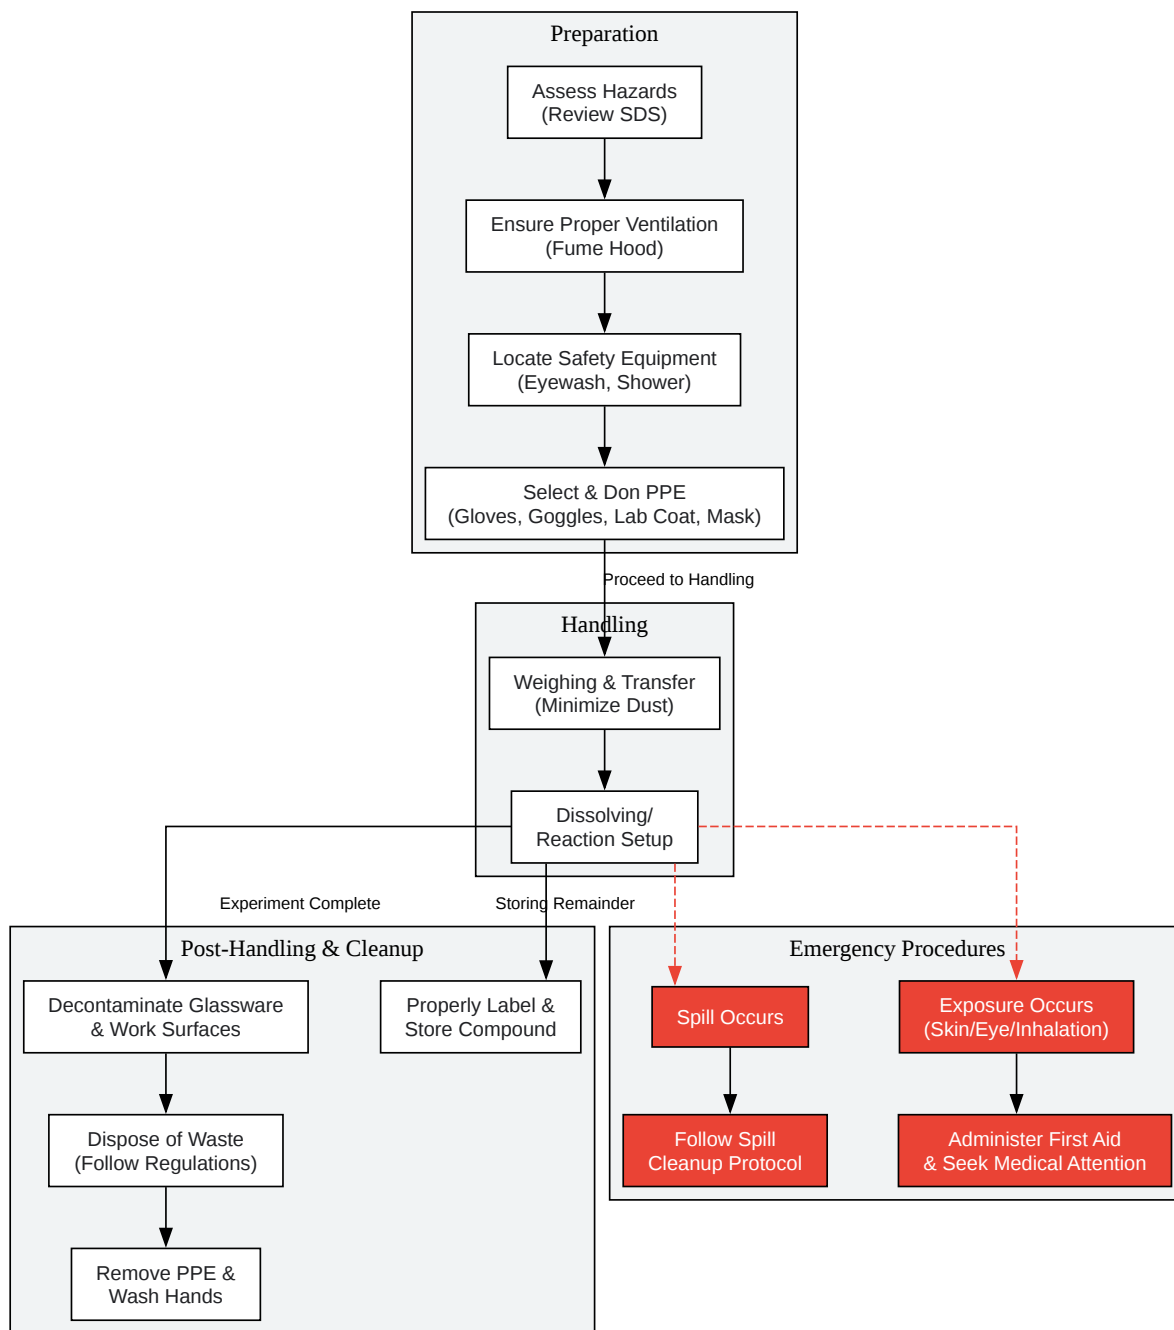 Preparation
Assess Hazards
(Review SDS)
Ensure Proper Ventilation
(Fume Hood)
Locate Safety Equipment
(Eyewash, Shower)
Select & Don PPE
(Gloves, Goggles, Lab Coat, Mask)
Proceed to Handling
Handling
Weighing & Transfer
(Minimize Dust)
Dissolving/
Reaction Setup
Experiment Complete
Storing Remainder
Post-Handling & Cleanup
Decontaminate Glassware
& Work Surfaces
Properly Label &
Store Compound
Dispose of Waste
(Follow Regulations)
Remove PPE &
Wash Hands
Emergency Procedures
Spill Occurs
Exposure Occurs
(Skin/Eye/Inhalation)
Follow Spill
Cleanup Protocol
Administer First Aid
& Seek Medical Attention